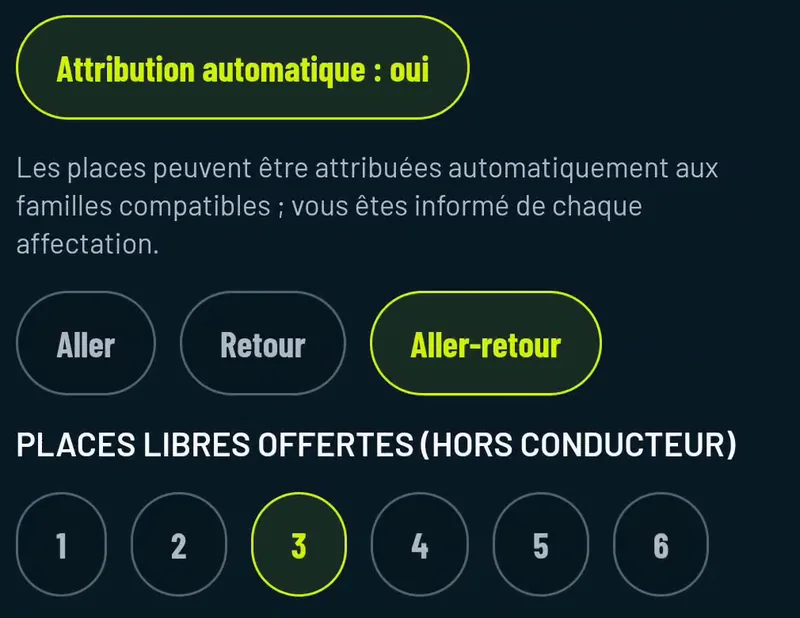 Attribution automatique : oui
Les places peuvent être attribuées automatiquement aux
familles compatibles ; vous êtes informé de chaque
affectation.
Aller Retour Aller-retour
PLACES LIBRES OFFERTES (HORS CONDUCTEUR)
1 2 3 4 5 6